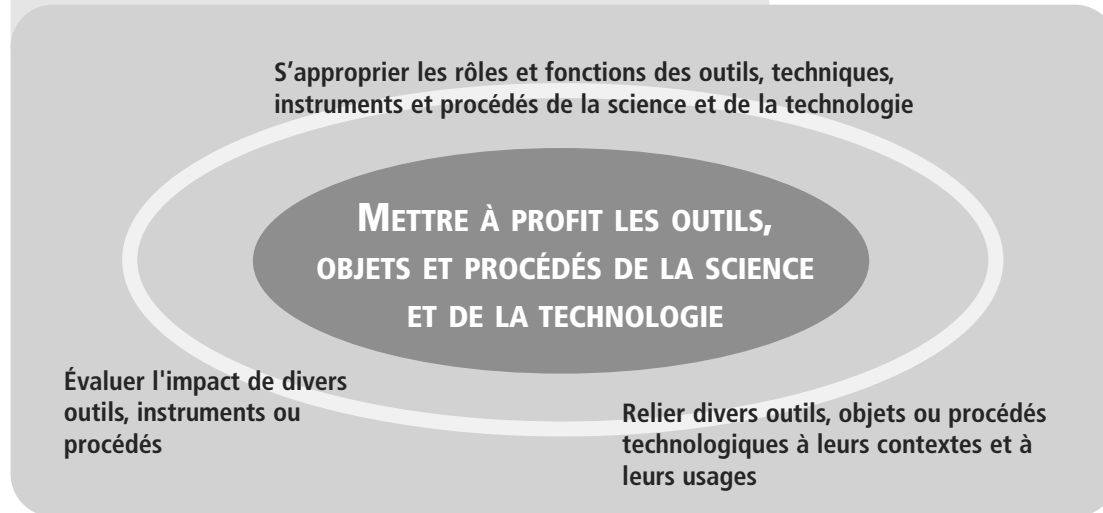 S’approprier les rôles et fonctions des outils, techniques,
instruments et procédés de la science et de la technologie
METTRE À PROFIT LES OUTILS,
OBJETS ET PROCÉDÉS DE LA SCIENCE
ET DE LA TECHNOLOGIE
Évaluer l'impact de divers
outils, instruments ou
procédés
Relier divers outils, objets ou procédés
technologiques à leurs contextes et à
leurs usages